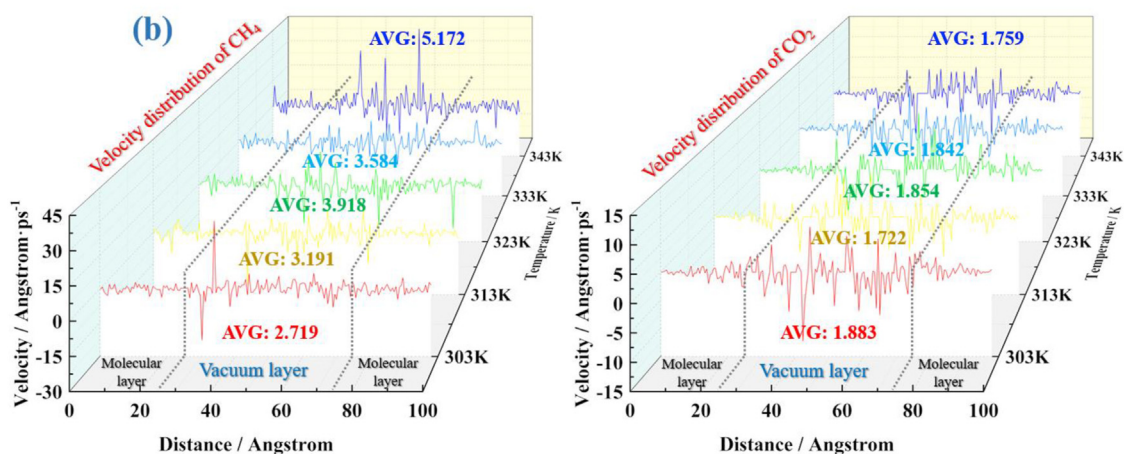 (b)
Velocity distribution of CH4
AVG: 5.172
AVG: 3.584
AVG: 3.918
AVG: 3.191
AVG: 2.719
Velocity / Angstrom·ps-1
45
30
15
0
-15
-30
Molecular
layer
Vacuum layer
Molecular
layer
0 20 40 60 80 100
Distance / Angstrom
303K
313K
323K
333K
343K
Temperature / K
Velocity distribution of CO2
AVG: 1.759
AVG: 1.842
AVG: 1.854
AVG: 1.722
AVG: 1.883
Velocity / Angstrom·ps-1
15
10
5
0
-5
-10
-15
Molecular
layer
Vacuum layer
Molecular
layer
0 20 40 60 80 100
Distance / Angstrom
303K
313K
323K
333K
343K
Temperature / K